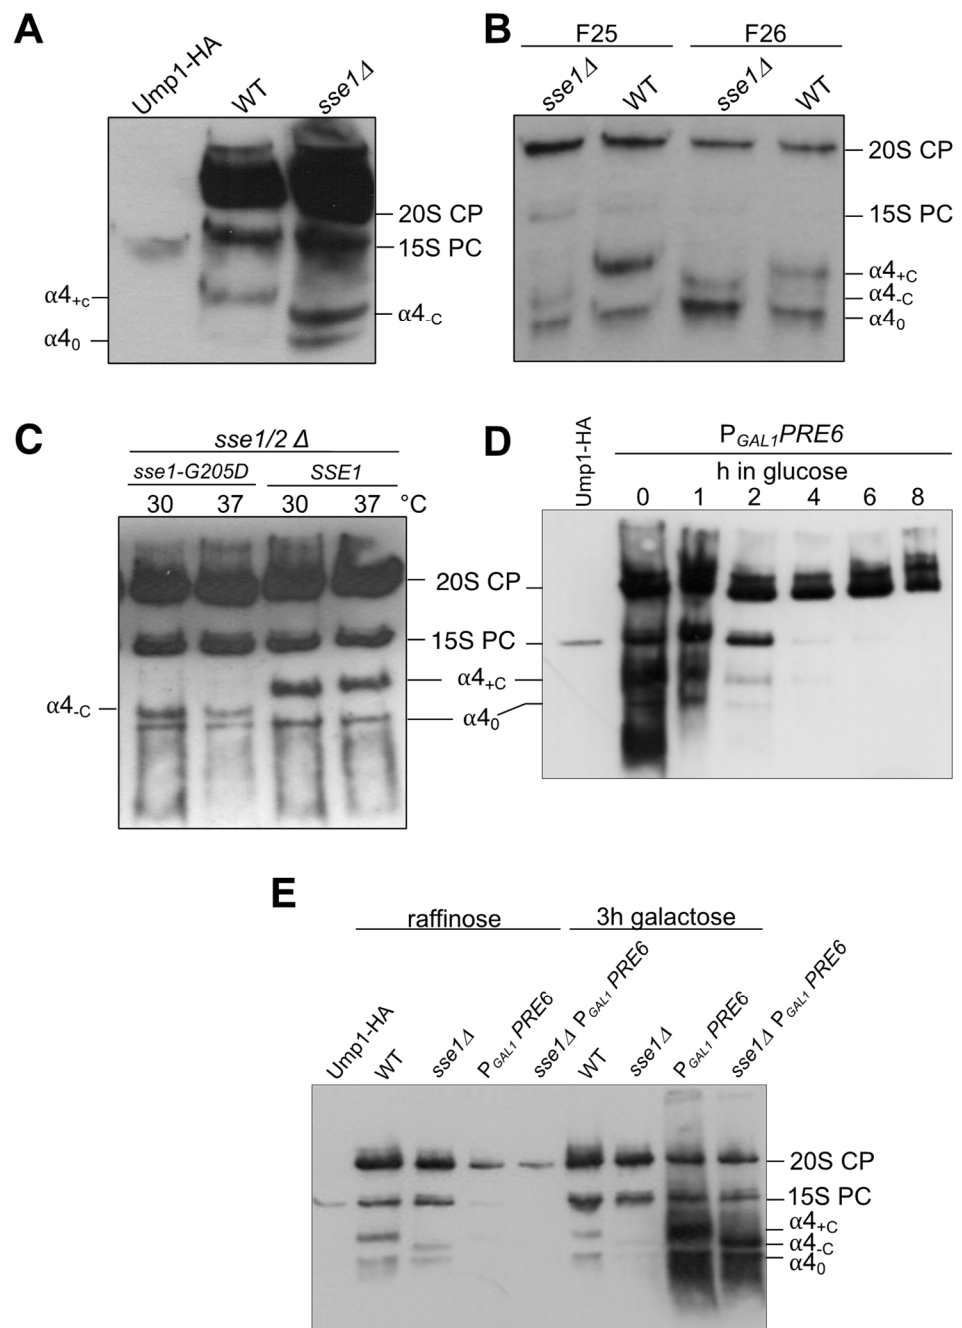 A
Ump1-HA
WT
sse1Δ
20S CP
15S PC
α4+c
α4-C
α40
B
F25
F26
sse1Δ
WT
sse1Δ
WT
20S CP
15S PC
α4+C
α4-C
α40
C
sse1/2 Δ
sse1-G205D
SSE1
30
37
30
37
°C
20S CP
15S PC
α4+C
α4-C
α40
D
Ump1-HA
PGAL1PRE6
h in glucose
0
1
2
4
6
8
E
raffinose
3h galactose
Ump1-HA
WT
sse1Δ
PGAL1 PRE6
sse1Δ PGAL1 PRE6
WT
sse1Δ
PGAL1 PRE6
sse1Δ PGAL1 PRE6
20S CP
15S PC
α4+C
α4-C
α40